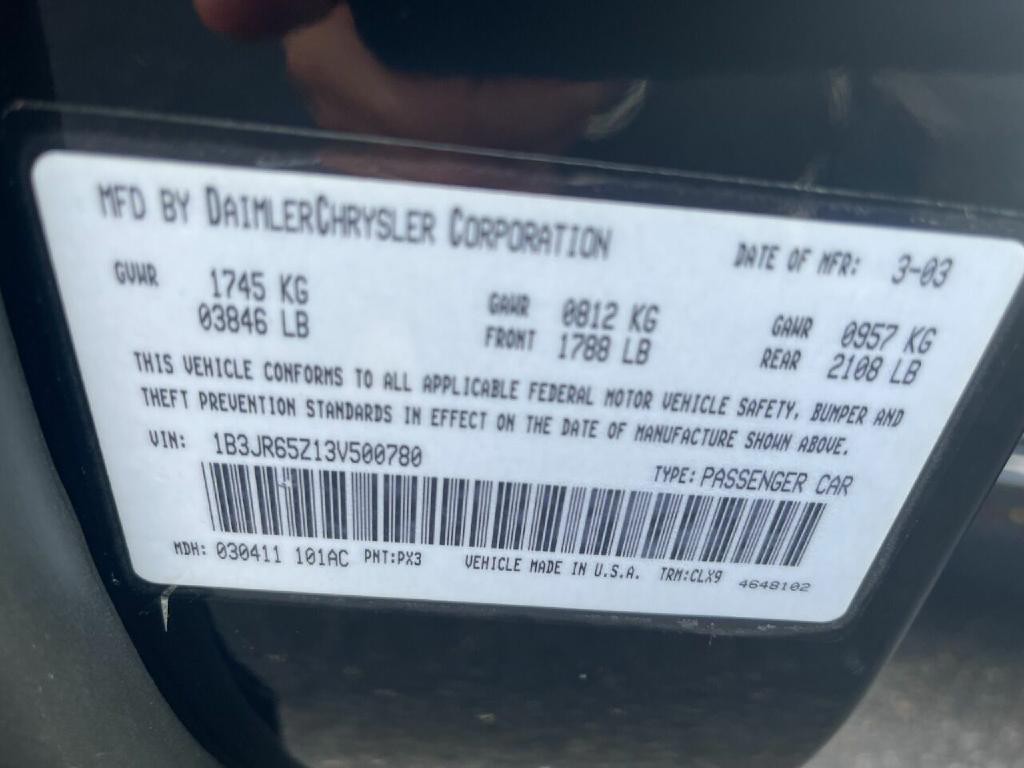 MFD BY DAIMLERCHRYSLER CORPORATION DATE OF MFR: 3-03
GVWR 1745 KG 03846 LB GAWR FRONT 0812 KG 1788 LB GAWR REAR 0957 KG 2108 LB
THIS VEHICLE CONFORMS TO ALL APPLICABLE FEDERAL MOTOR VEHICLE SAFETY, BUMPER AND
THEFT PREVENTION STANDARDS IN EFFECT ON THE DATE OF MANUFACTURE SHOWN ABOVE.
VIN: 1B3JR65Z13V500780 TYPE: PASSENGER CAR
MDH: 030411 101AC PNT:PX3 VEHICLE MADE IN U.S.A. TRM:CLX9 4648102